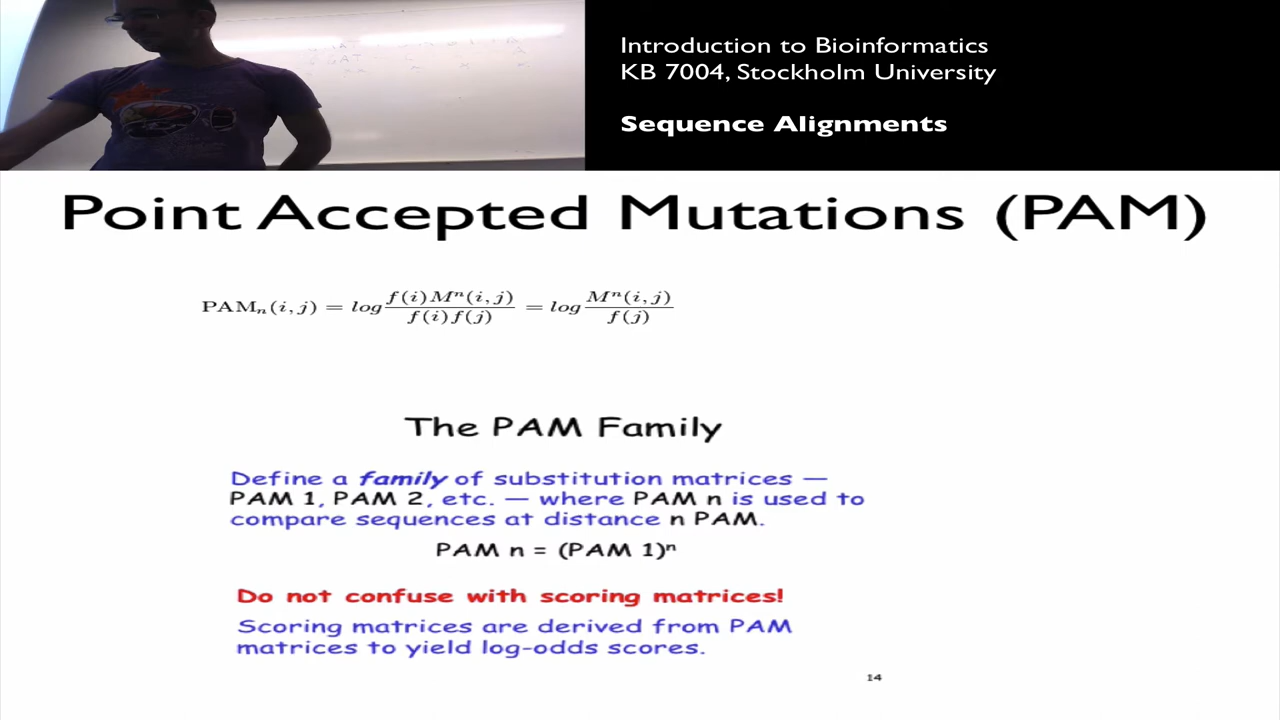 Introduction to Bioinformatics
KB 7004, Stockholm University
Sequence Alignments
Point Accepted Mutations (PAM)
PAMₙ(i, j) = log f(i)Mⁿ(i,j) / f(i)f(j) = log Mⁿ(i,j) / f(j)
The PAM Family
Define a family of substitution matrices —
PAM 1, PAM 2, etc. — where PAM n is used to
compare sequences at distance n PAM.
PAM n = (PAM 1)ⁿ
Do not confuse with scoring matrices!
Scoring matrices are derived from PAM
matrices to yield log-odds scores.
14